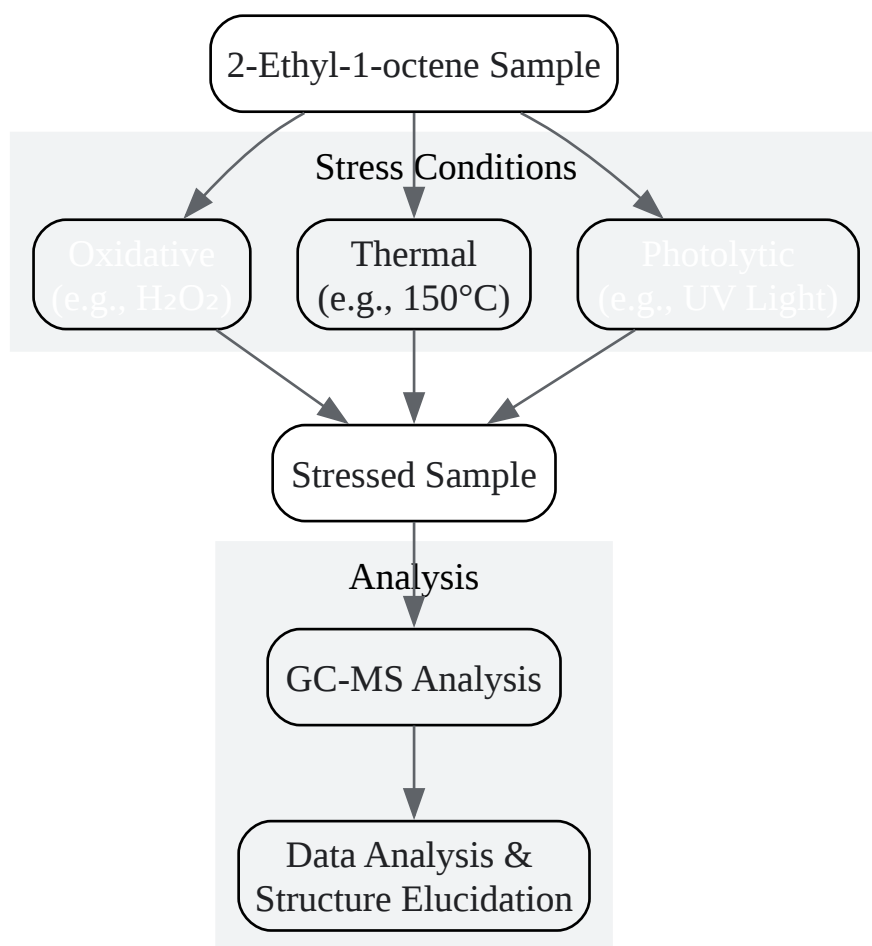 2-Ethyl-1-octene Sample
Stress Conditions
Oxidative
(e.g., H₂O₂)
Thermal
(e.g., 150°C)
Photolytic
(e.g., UV Light)
Stressed Sample
Analysis
GC-MS Analysis
Data Analysis &
Structure Elucidation